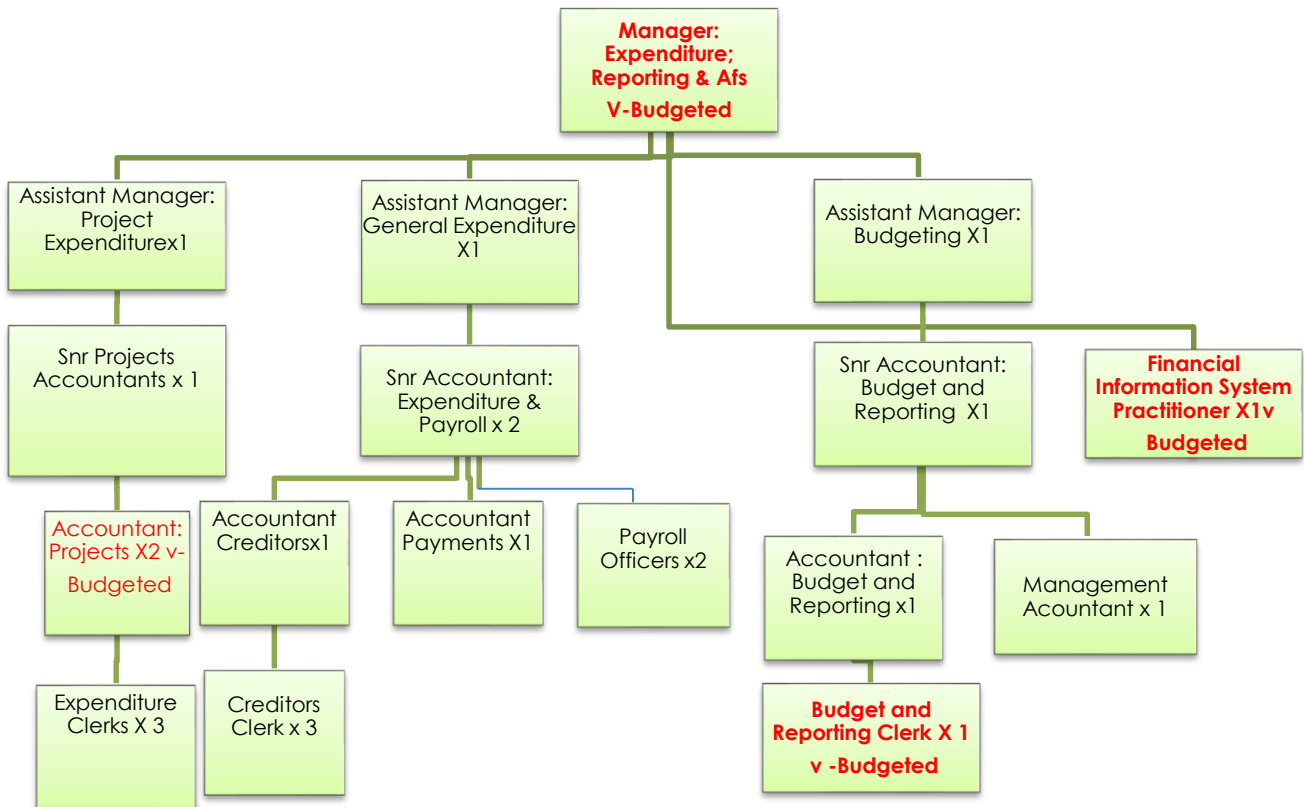 Manager:
Expenditure;
Reporting & Afs
V-Budgeted
Assistant Manager:
Project
Expenditurex1
Assistant Manager:
General Expenditure
X1
Assistant Manager:
Budgeting X1
Snr Projects
Accountants x 1
Snr Accountant:
Expenditure &
Payroll x 2
Snr Accountant:
Budget and
Reporting X1
Financial
Information System
Practitioner X1v
Budgeted
Accountant:
Projects X2 v-
Budgeted
Accountant
Creditorsx1
Accountant
Payments X1
Payroll
Officers x2
Accountant :
Budget and
Reporting x1
Management
Acountant x 1
Expenditure
Clerks X 3
Creditors
Clerk x 3
Budget and
Reporting Clerk X 1
v -Budgeted